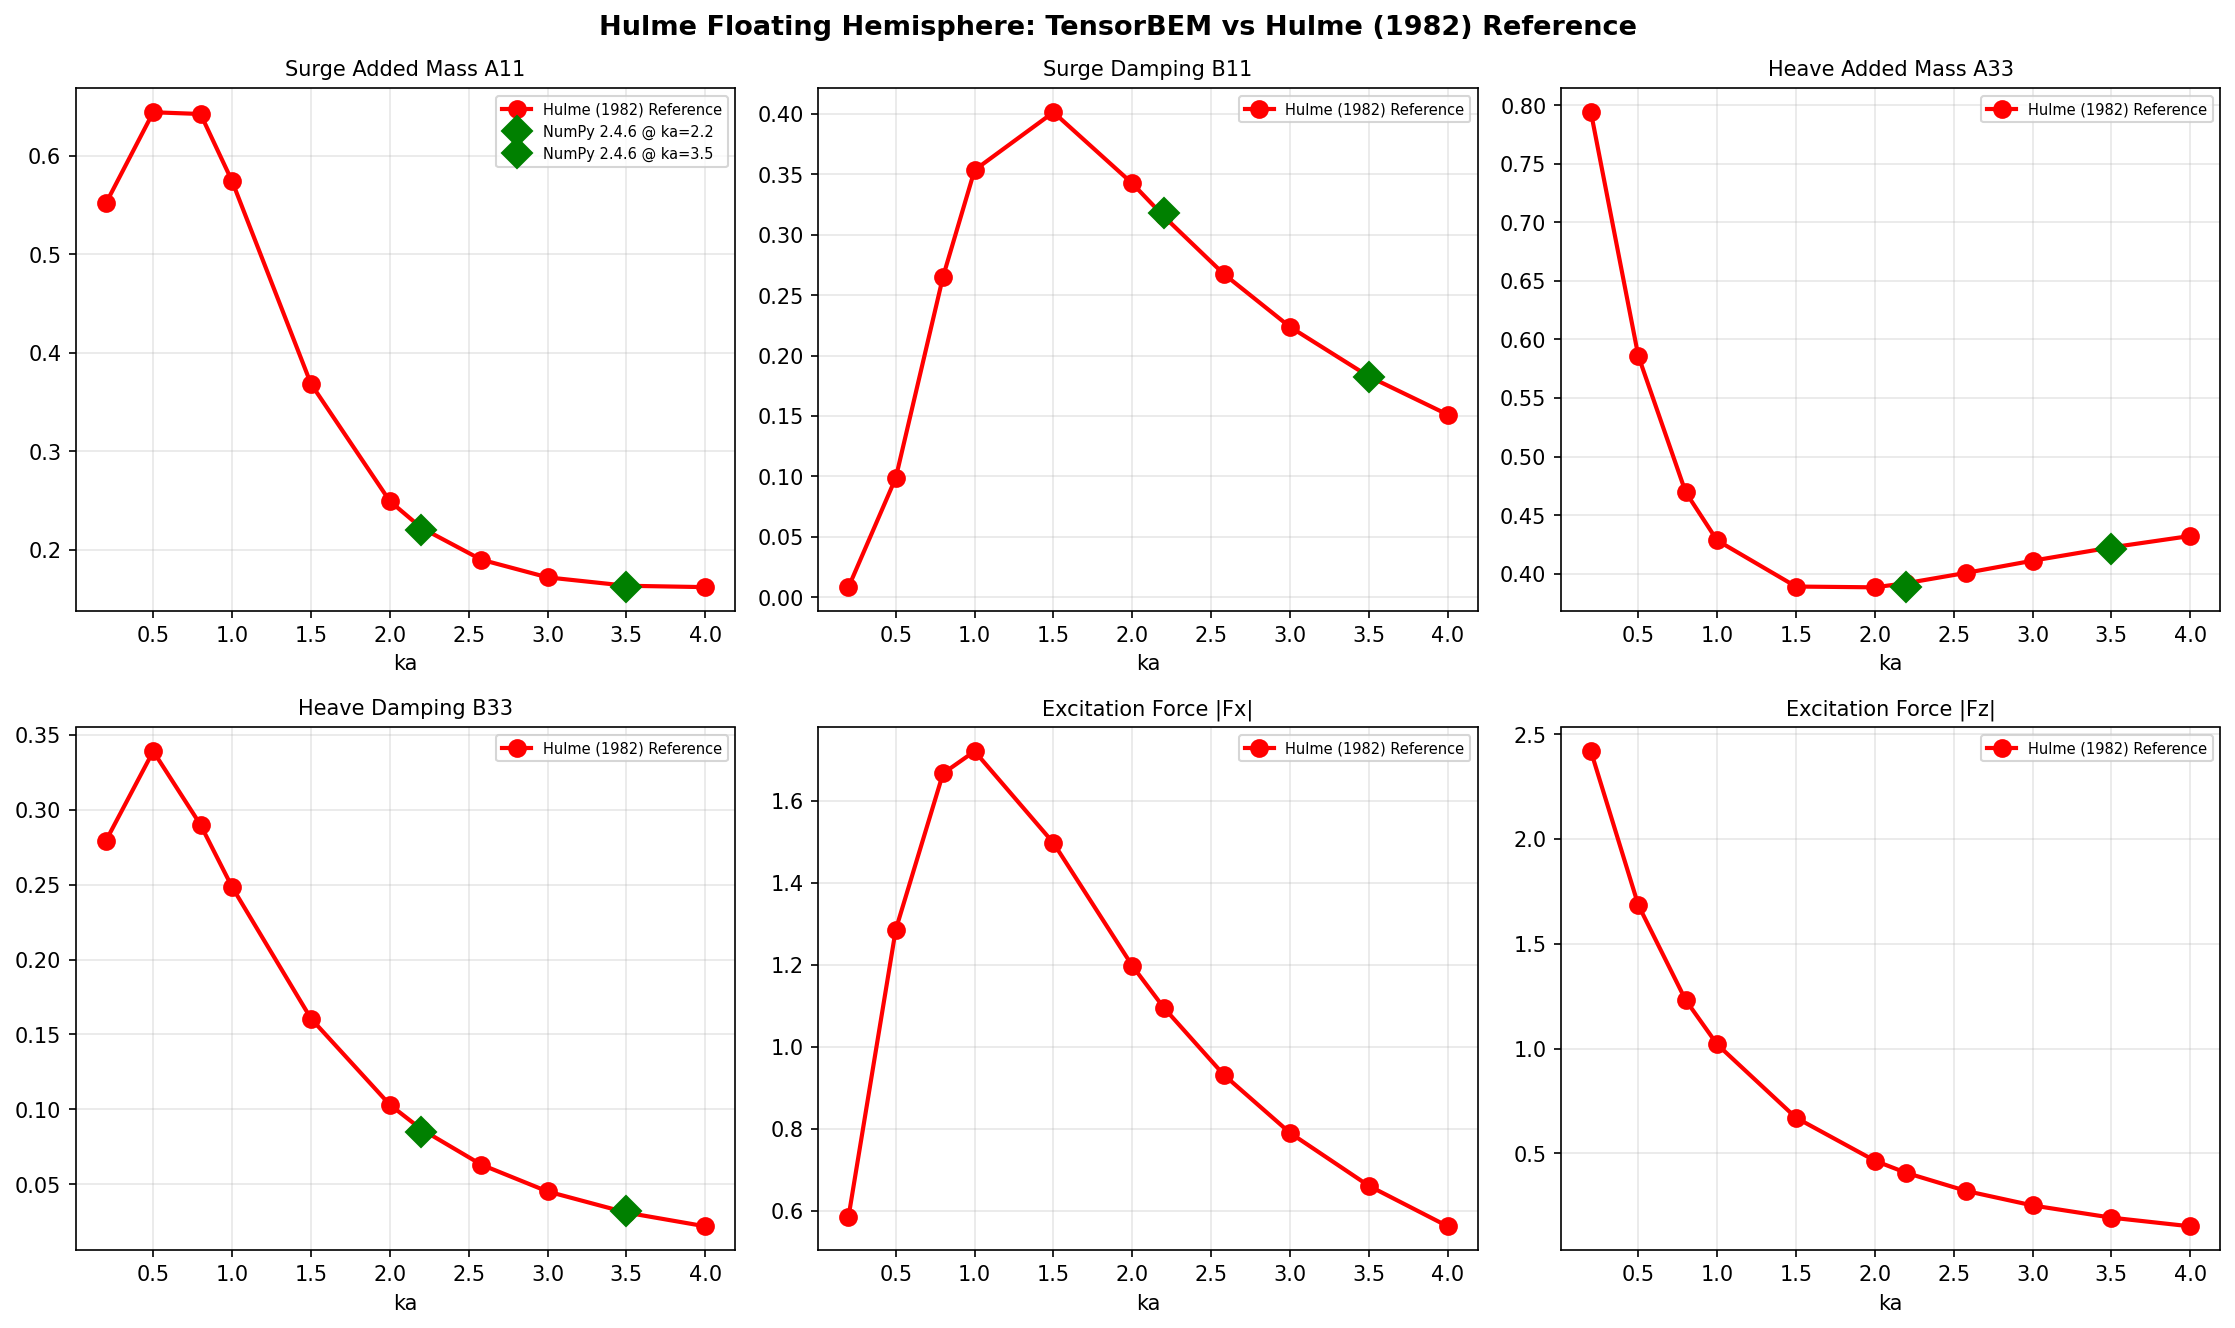 Hulme Floating Hemisphere: TensorBEM vs Hulme (1982) Reference
Surge Added Mass A11
Hulme (1982) Reference
NumPy 2.4.6 @ ka=2.2
NumPy 2.4.6 @ ka=3.5
0.6
0.5
0.4
0.3
0.2
0.5 1.0 1.5 2.0 2.5 3.0 3.5 4.0
ka
Surge Damping B11
Hulme (1982) Reference
0.40
0.35
0.30
0.25
0.20
0.15
0.10
0.05
0.00
0.5 1.0 1.5 2.0 2.5 3.0 3.5 4.0
ka
Heave Added Mass A33
Hulme (1982) Reference
0.80
0.75
0.70
0.65
0.60
0.55
0.50
0.45
0.40
0.5 1.0 1.5 2.0 2.5 3.0 3.5 4.0
ka
Heave Damping B33
Hulme (1982) Reference
0.35
0.30
0.25
0.20
0.15
0.10
0.05
0.5 1.0 1.5 2.0 2.5 3.0 3.5 4.0
ka
Excitation Force |Fx|
Hulme (1982) Reference
1.6
1.4
1.2
1.0
0.8
0.6
0.5 1.0 1.5 2.0 2.5 3.0 3.5 4.0
ka
Excitation Force |Fz|
Hulme (1982) Reference
2.5
2.0
1.5
1.0
0.5
0.5 1.0 1.5 2.0 2.5 3.0 3.5 4.0
ka